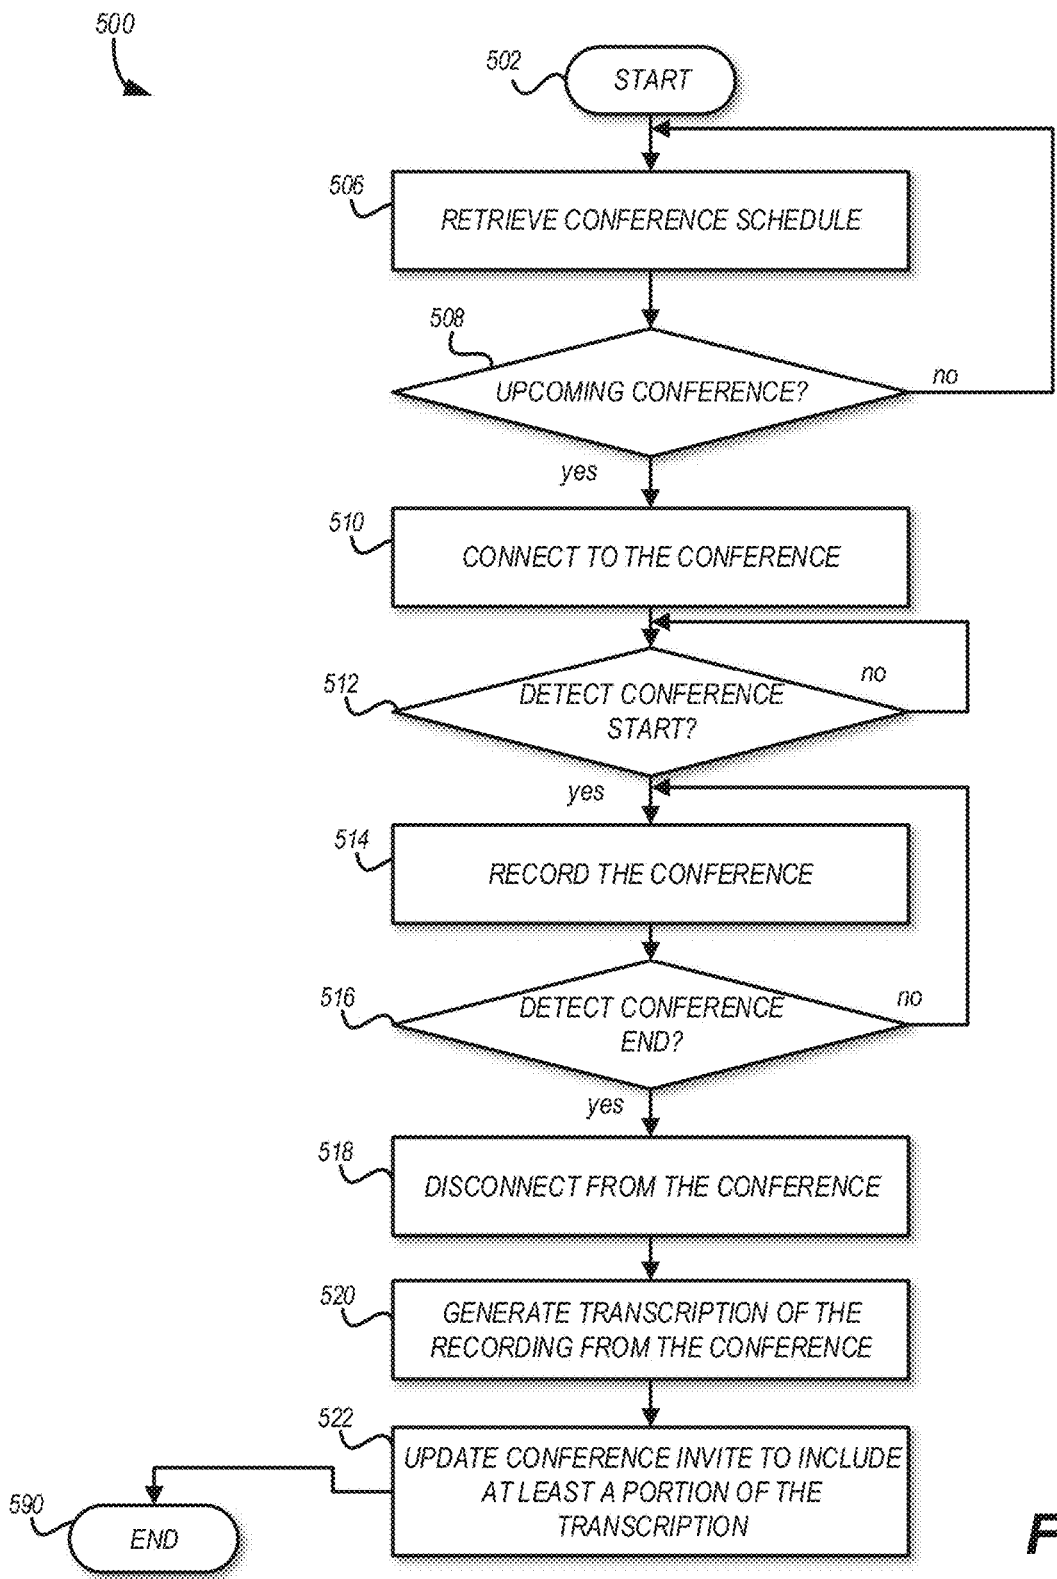 500
502
START
506
RETRIEVE CONFERENCE SCHEDULE
508
UPCOMING CONFERENCE?
no
yes
510
CONNECT TO THE CONFERENCE
512
DETECT CONFERENCE
START?
no
yes
514
RECORD THE CONFERENCE
516
DETECT CONFERENCE
END?
no
yes
518
DISCONNECT FROM THE CONFERENCE
520
GENERATE TRANSCRIPTION OF THE
RECORDING FROM THE CONFERENCE
522
UPDATE CONFERENCE INVITE TO INCLUDE
AT LEAST A PORTION OF THE
TRANSCRIPTION
590
END
F